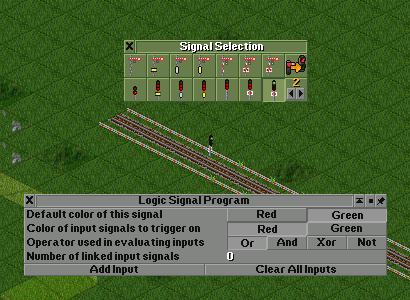 Signal Selection
2
Logic Signal Program
Default color of this signal Red Green
Color of input signals to trigger on Red Green
Operator used in evaluating inputs Or And Xor Not
Number of linked input signals 0
Add Input Clear All Inputs